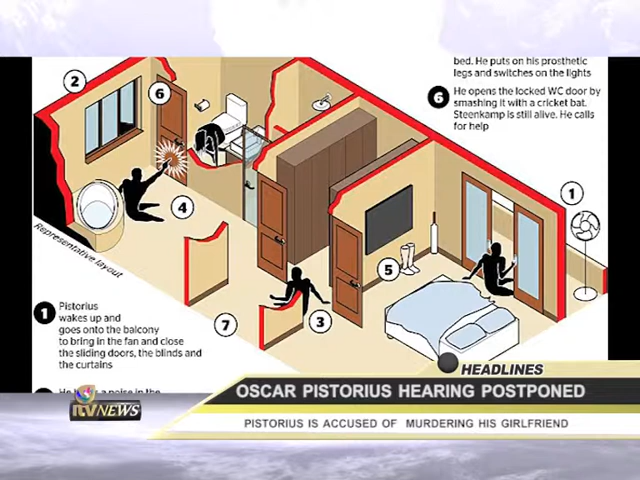 bed. He puts on his prosthetic
legs and switches on the lights
6 He opens the locked WC door by
smashing it with a cricket bat.
Steenkamp is still alive. He calls
for help
2
6
1
4
5
3
7
Representative layout
1 Pistorius
wakes up and
goes onto the balcony
to bring in the fan and close
the sliding doors, the blinds and
the curtains
HEADLINES
OSCAR PISTORIUS HEARING POSTPONED
PISTORIUS IS ACCUSED OF MURDERING HIS GIRLFRIEND
itv NEWS